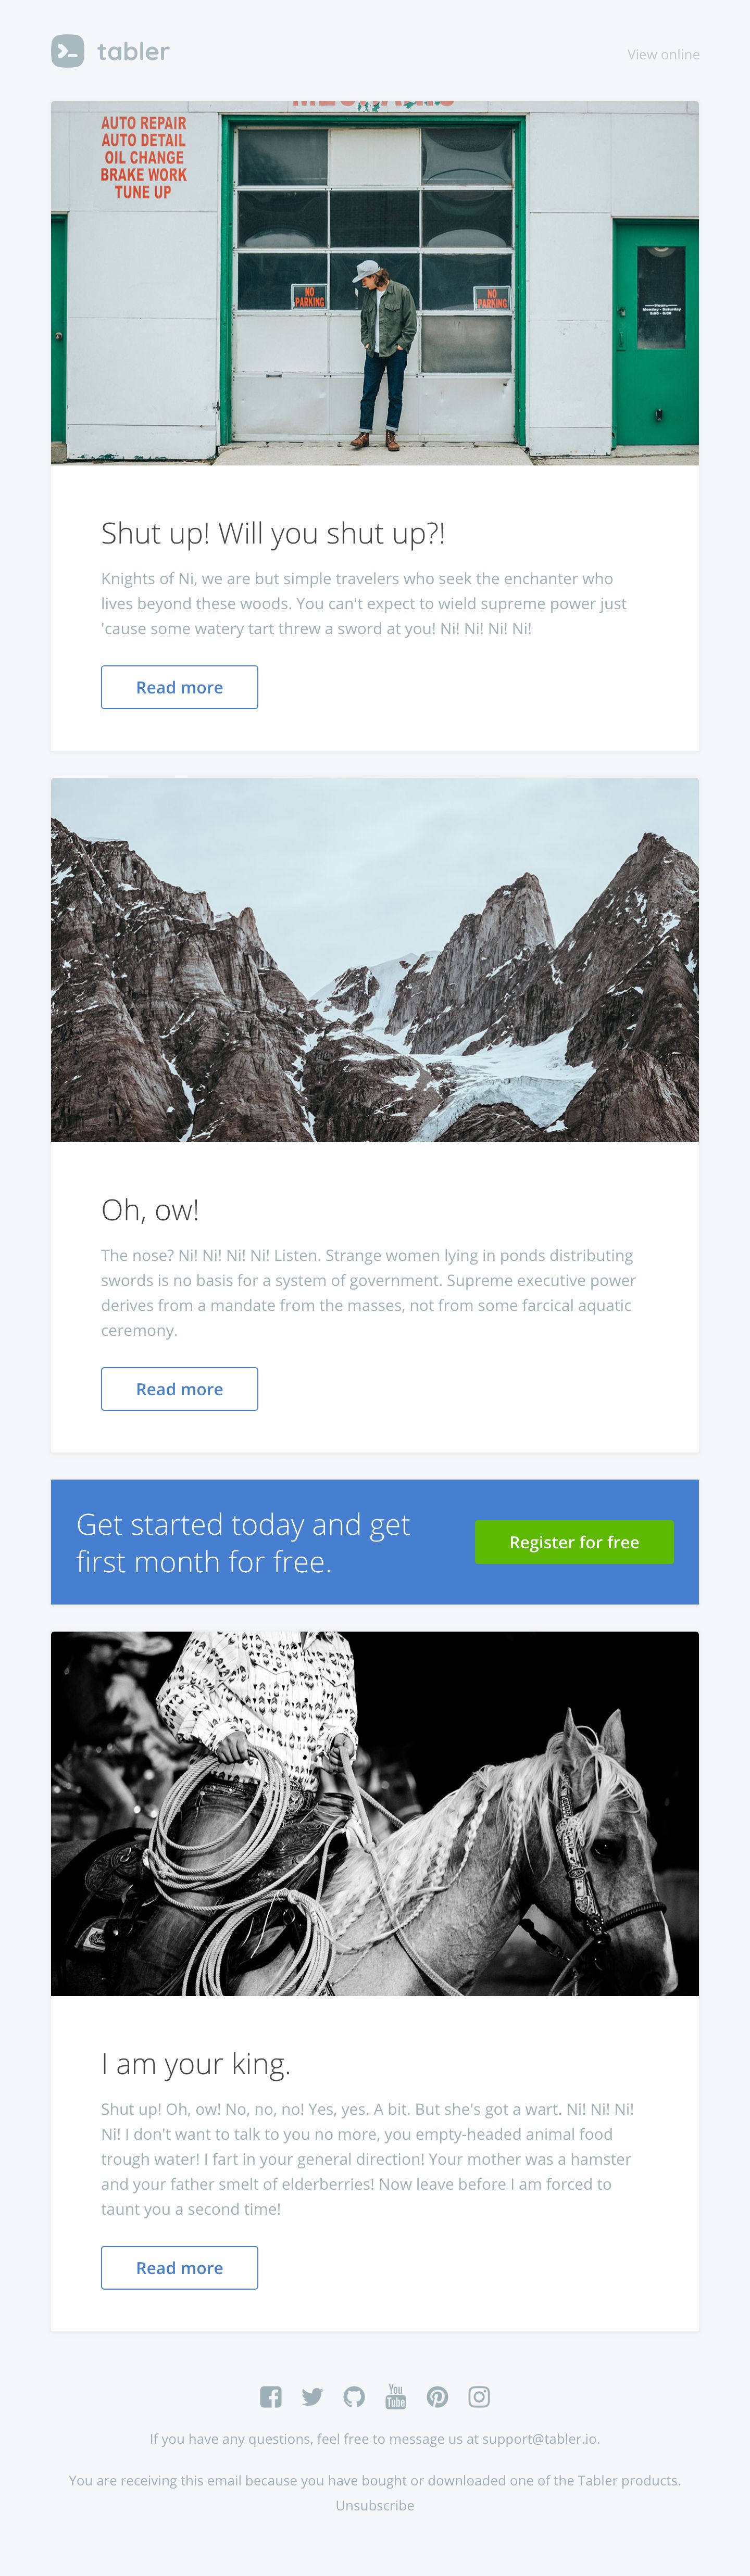 tabler
View online
AUTO REPAIR
AUTO DETAIL
OIL CHANGE
BRAKE WORK
TUNE UP
NO
PARKING
NO
PARKING
Shut up! Will you shut up?!
Knights of Ni, we are but simple travelers who seek the enchanter who
lives beyond these woods. You can't expect to wield supreme power just
'cause some watery tart threw a sword at you! Ni! Ni! Ni! Ni!
Read more
Oh, ow!
The nose? Ni! Ni! Ni! Ni! Listen. Strange women lying in ponds distributing
swords is no basis for a system of government. Supreme executive power
derives from a mandate from the masses, not from some farcical aquatic
ceremony.
Read more
Get started today and get
first month for free.
Register for free
I am your king.
Shut up! Oh, ow! No, no, no! Yes, yes. A bit. But she's got a wart. Ni! Ni! Ni!
Ni! I don't want to talk to you no more, you empty-headed animal food
trough water! I fart in your general direction! Your mother was a hamster
and your father smelt of elderberries! Now leave before I am forced to
taunt you a second time!
Read more
You
Tube
If you have any questions, feel free to message us at support@tabler.io.
You are receiving this email because you have bought or downloaded one of the Tabler products.
Unsubscribe